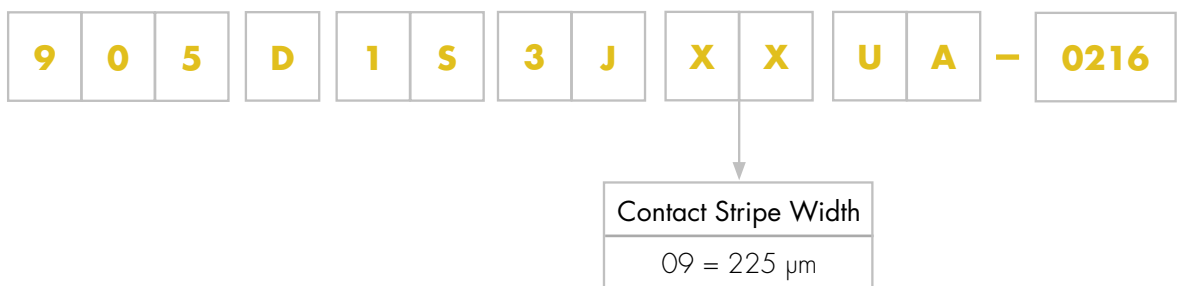 9 0 5 D 1 S 3 J X X U A – 0216
Contact Stripe Width
09 = 225 µm